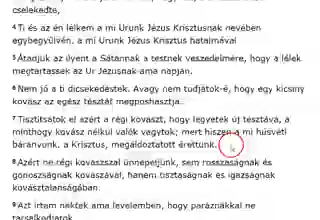 cselekedte,
4 Ti és az én lelkem a mi Urunk Jézus Krisztusnak nevében
egybegyűlvén, a mi Urunk Jézus Krisztus hatalmával
5 Átadjuk az ilyent a Sátánnak a testnek veszedelmére, hogy a lélek
megtartassék az Úr Jézusnak ama napján.
6 Nem jó a ti dicsekedéstek. Avagy nem tudjátok-é, hogy egy kicsiny
kovász az egész tésztát megposhasztja.
7 Tisztítsátok el azért a régi kovászt, hogy legyetek új tésztává, a
minthogy kovász nélkül valók vagytok; mert hiszen a mi húsvéti
bárányunk, a Krisztus, megáldoztatott érettünk.
8 Azért ne régi kovászszal ünnepeljünk, sem rosszaságnak és
gonoszságnak kovászával, hanem tisztaságnak és igazságnak
kovásztalanságában.
9 Azt írtam néktek ama levelemben, hogy paráznákkal ne
társalkodjatok.